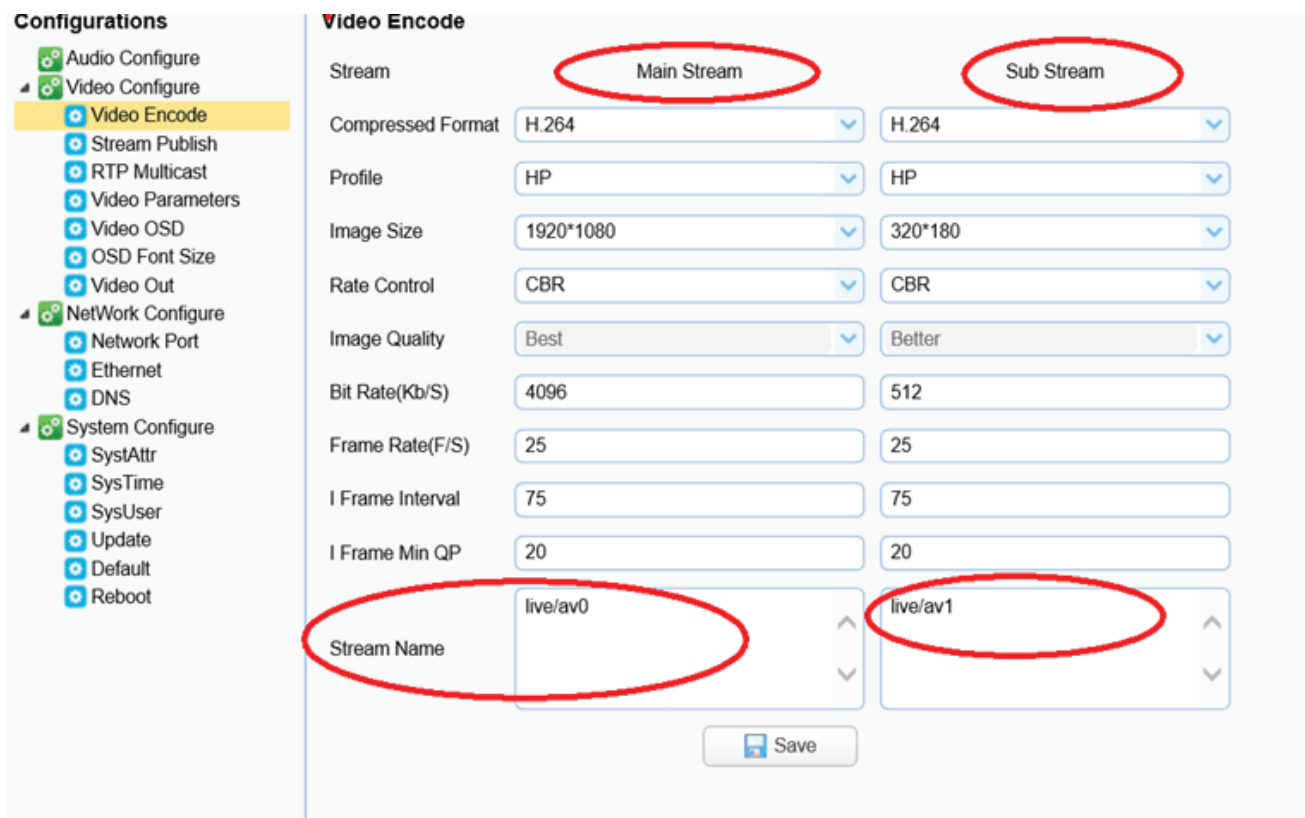 Configurations
Audio Configure
Video Configure
Video Encode
Stream Publish
RTP Multicast
Video Parameters
Video OSD
OSD Font Size
Video Out
NetWork Configure
Network Port
Ethernet
DNS
System Configure
SystAttr
SysTime
SysUser
Update
Default
Reboot
Video Encode
Stream Main Stream Sub Stream
Compressed Format H.264 H.264
Profile HP HP
Image Size 1920*1080 320*180
Rate Control CBR CBR
Image Quality Best Better
Bit Rate(Kb/S) 4096 512
Frame Rate(F/S) 25 25
I Frame Interval 75 75
I Frame Min QP 20 20
Stream Name live/av0 live/av1
Save